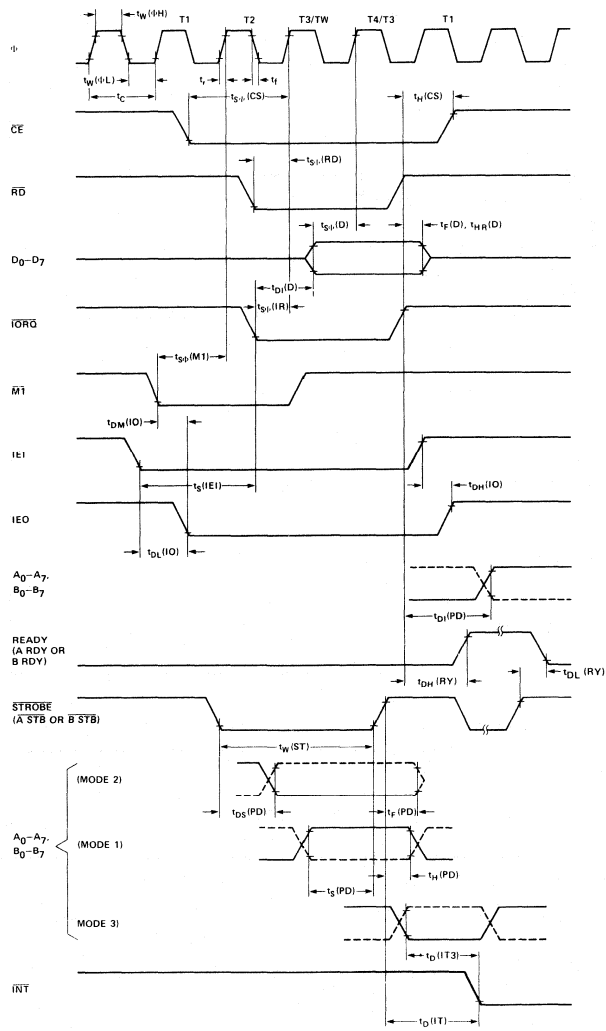 tW(ΦH) T1 T2 T3/TW T4/T3 T1
Φ
tW(ΦL) tr tf
tC tSΦ(CS) tH(CS)
CE
tSΦ(RD)
RD
tSΦ(D) tF(D), tHR(D)
D0–D7
tDI(D)
tSΦ(IR)
IORQ
tSΦ(M1)
M1
tDM(IO)
IEI
tS(IEI) tDH(IO)
IEO
tDL(IO)
A0–A7,
B0–B7
tDI(PD)
READY
(A RDY OR
B RDY)
tDH(RY) tDL(RY)
STROBE
(A STB OR B STB)
tW(ST)
(MODE 2)
tDS(PD) tF(PD)
A0–A7,
B0–B7
(MODE 1)
tH(PD)
tS(PD)
MODE 3)
tD(IT3)
INT
tD(IT)